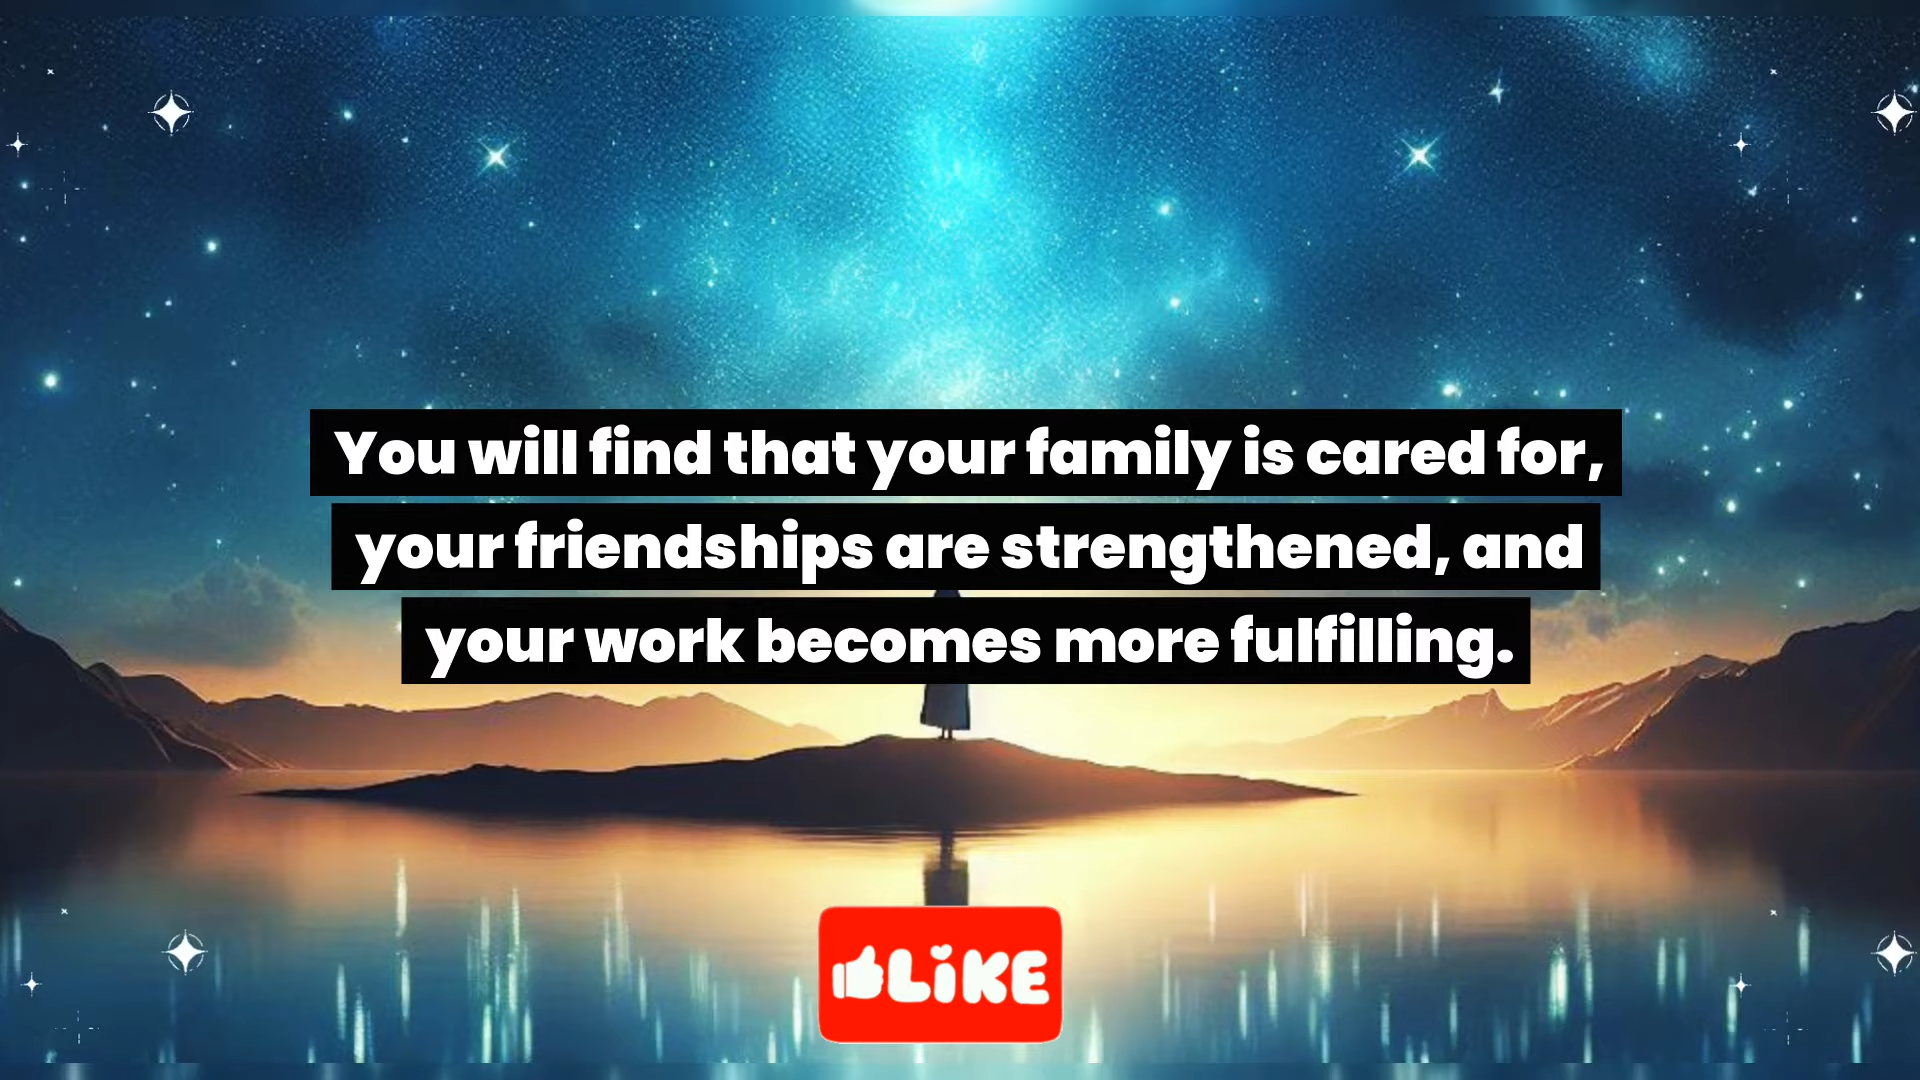 You will find that your family is cared for,
your friendships are strengthened, and
your work becomes more fulfilling.
LiKE